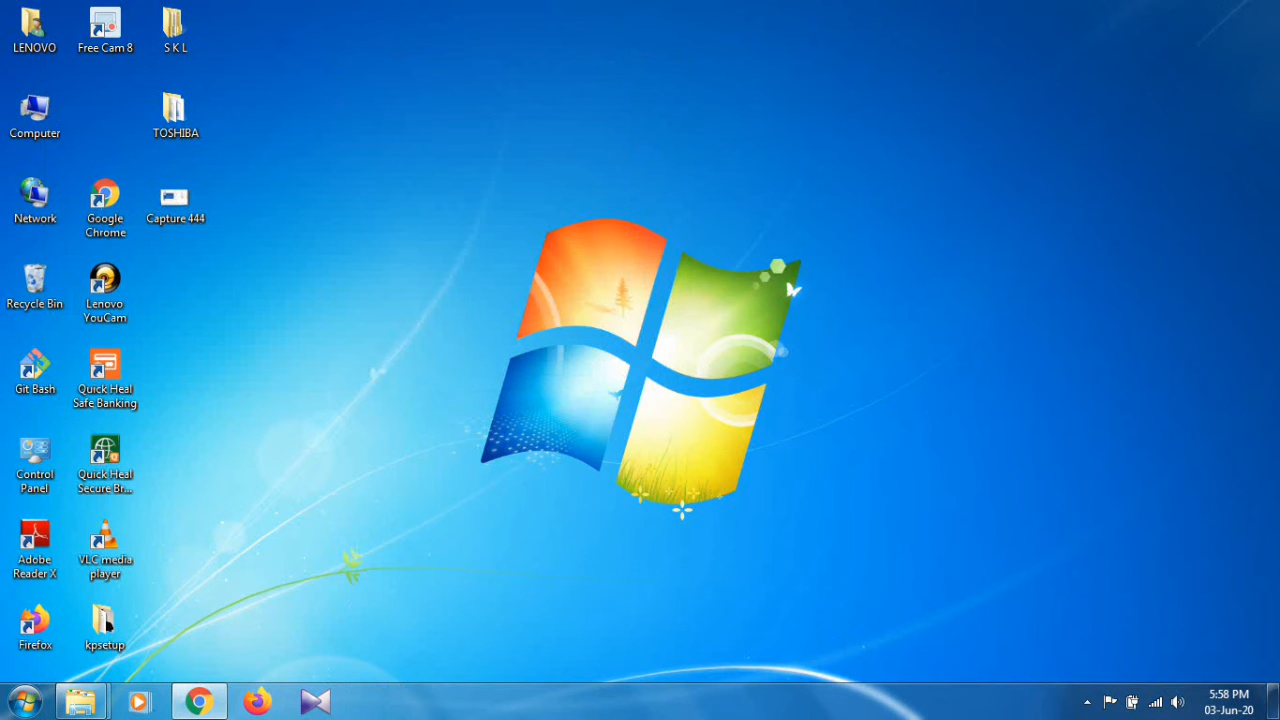 LENOVO
Free Cam 8
S K L
Computer
TOSHIBA
Network
Google
Chrome
Capture 444
Recycle Bin
Lenovo
YouCam
Git Bash
Quick Heal
Safe Banking
Control
Panel
Quick Heal
Secure Br...
Adobe
Reader X
VLC media
player
Firefox
kpsetup
5:58 PM
03-Jun-20